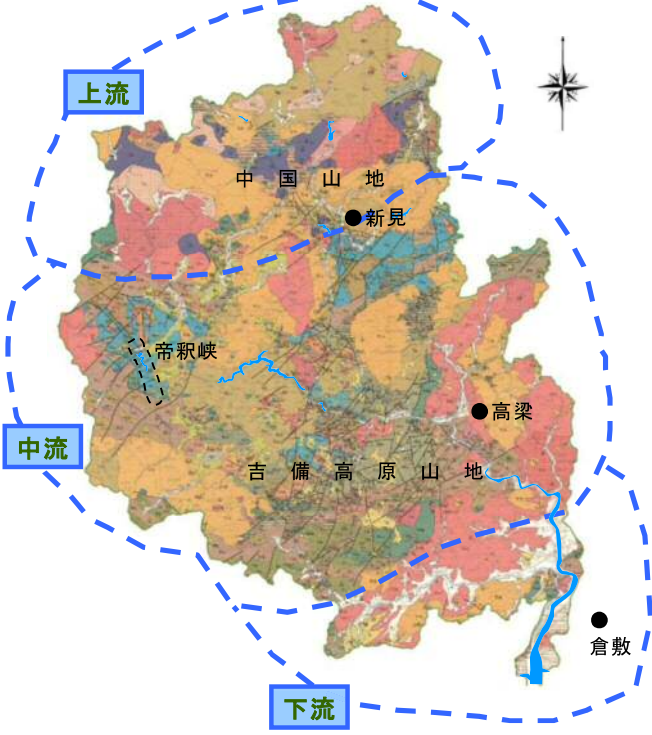 上流
中国山地
新見
帝釈峡
高梁
中流
吉備高原山地
倉敷
下流